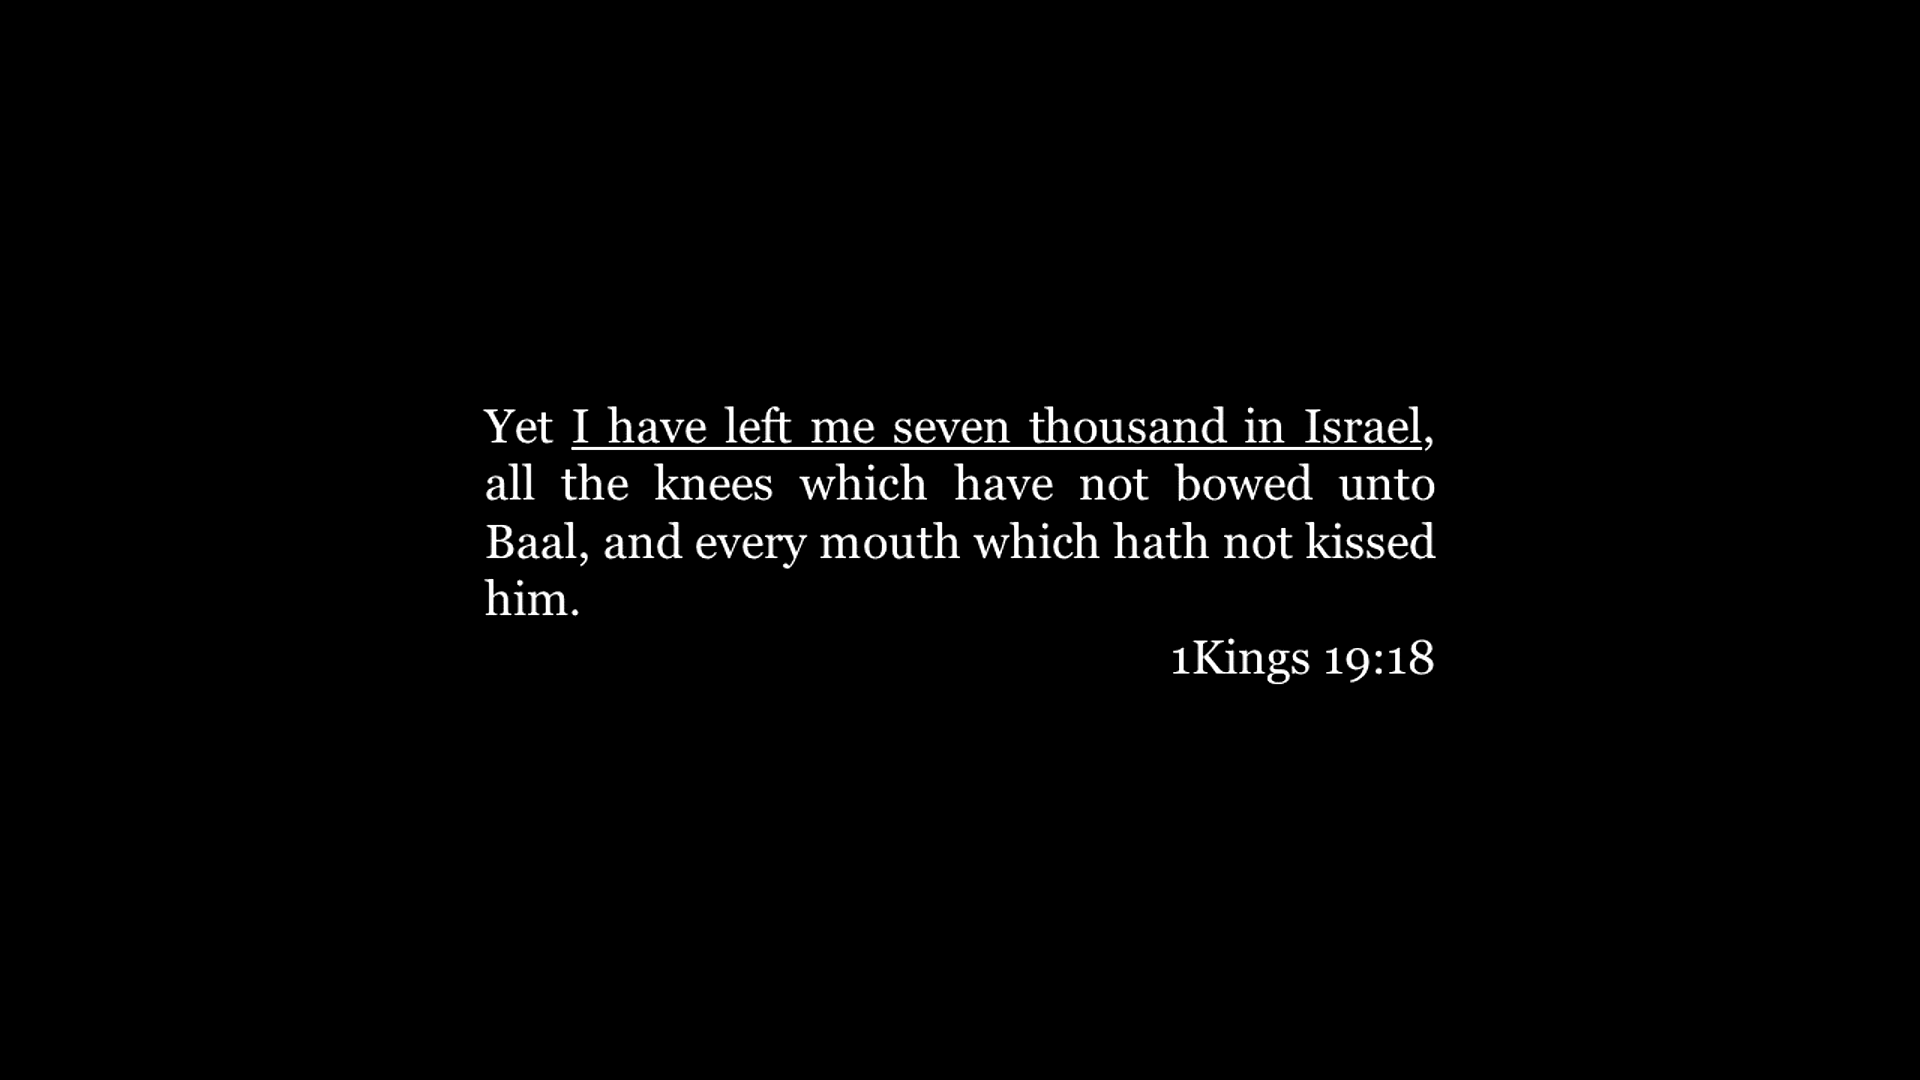 Yet I have left me seven thousand in Israel,
all the knees which have not bowed unto
Baal, and every mouth which hath not kissed
him.
1Kings 19:18